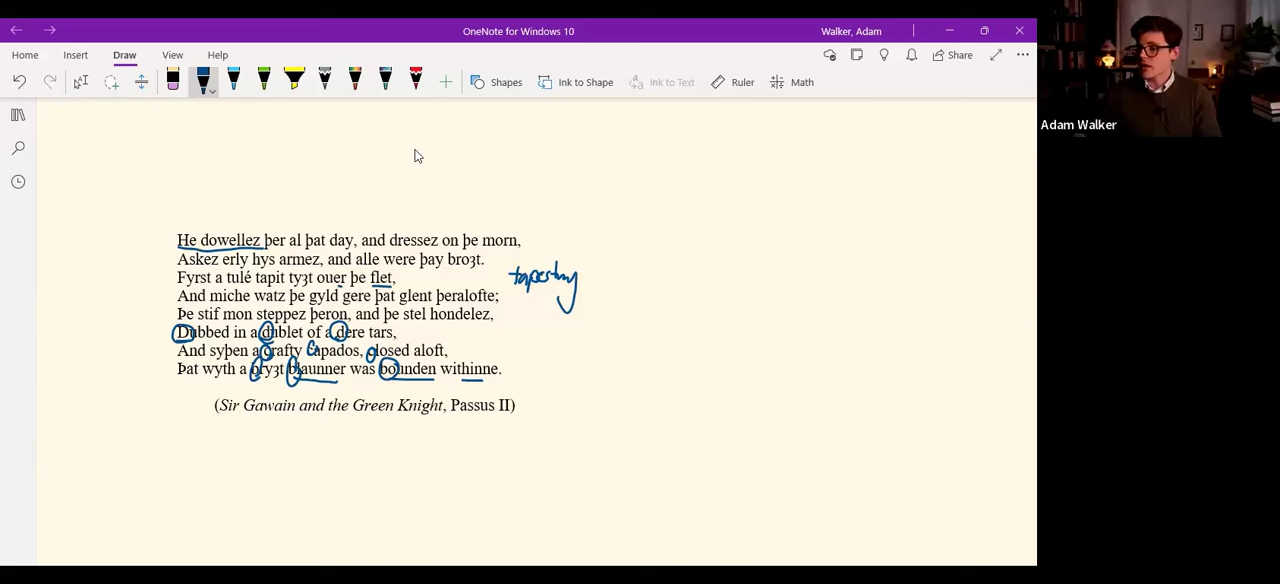 OneNote for Windows 10
Walker, Adam
Home Insert Draw View Help
Share
Shapes Ink to Shape Ink to Text Ruler Math
Adam Walker
He dowellez þer al þat day, and dressez on þe morn,
Askez erly hys armez, and alle were þay broȝt.
Fyrst a tulé tapit tyȝt ouer þe flet,
tapestry
And miche watz þe gyld gere þat glent þeralofte;
Þe stif mon steppez þeron, and þe stel hondelez,
Dubbed in a dublet of a dere tars,
And syþen a crafty capados, closed aloft,
Þat wyth a bryȝt blaunner was bounden withinne.
(Sir Gawain and the Green Knight, Passus II)